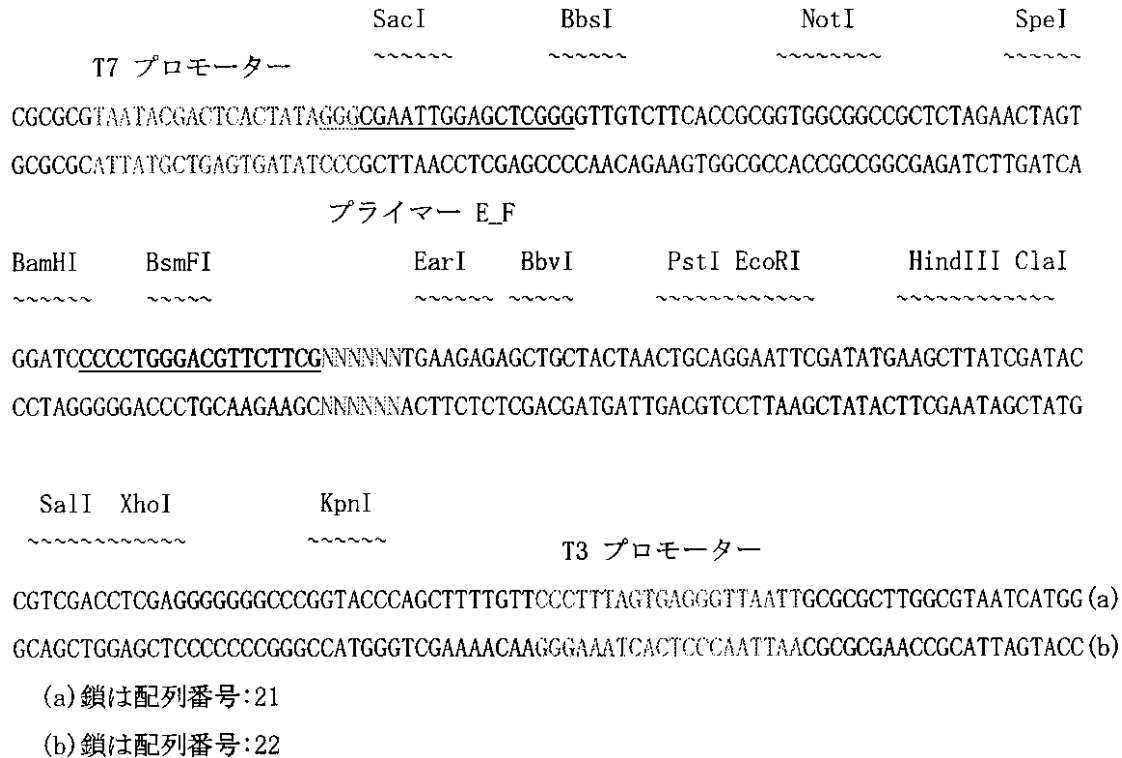 SacI BbsI NotI SpeI
~~~~~~ ~~~~~~ ~~~~~~~~ ~~~~~~
T7 プロモーター
CGCGCGTAATACGACTCACTATAGGGCGAATTGGAGCTCGGGGTTGTCTTCACCGCGGTGGCGGCCGCTCTAGAACTAGT
GCGCGCATTATGCTGAGTGATATCCCGCTTAACCTCGAGCCCCAACAGAAGTGGCGCCACCGCCGGCGAGATCTTGATCA
プライマー E_F
BamHI BsmFI EarI BbvI PstI EcoRI HindIII ClaI
~~~~~~ ~~~~~ ~~~~~~ ~~~~~ ~~~~~~~~~~~~ ~~~~~~~~~~~~
GGATCCCCCTGGGACGTTCTTCGNNNNNNTGAAGAGAGCTGCTACTAACTGCAGGAATTCGATATGAAGCTTATCGATAC
CCTAGGGGGACCCTGCAAGAAGCNNNNNNACTTCTCTCGACGATGATTGACGTCCTTAAGCTATACTTCGAATAGCTATG
SalI XhoI KpnI
~~~~~~~~~~~~ ~~~~~~
T3 プロモーター
CGTCGACCTCGAGGGGGGGCCCGGTACCCAGCTTTTGTTCCCTTTAGTGAGGGTTAATTGCGCGCTTGGCGTAATCATGG(a)
GCAGCTGGAGCTCCCCCCCGGGCCATGGGTCGAAAACAAGGGAAATCACTCCCAATTAACGCGCGAACCGCATTAGTACC(b)
(a)鎖は配列番号:21
(b)鎖は配列番号:22